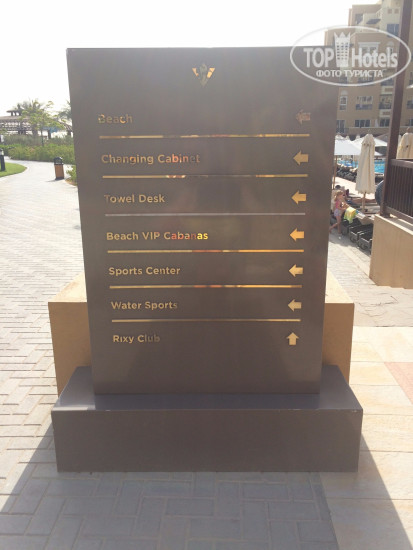 TOP Hotels
ФОТО ТУРИСТА
Beach
Changing Cabinet
Towel Desk
Beach VIP Cabanas
Sports Center
Water Sports
Rixy Club